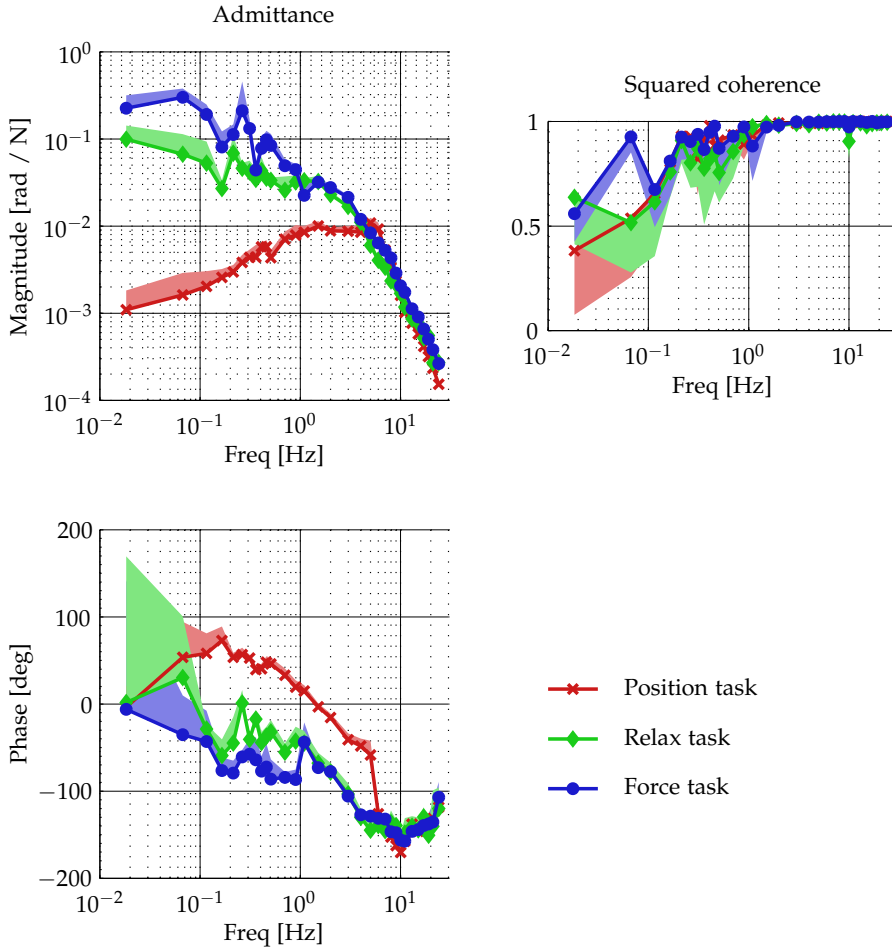 Admittance
10^0
10^−1
10^−2
10^−3
10^−4
Magnitude [rad / N]
10^−2 10^−1 10^0 10^1
Freq [Hz]
Squared coherence
1
0.5
0
10^−2 10^−1 10^0 10^1
Freq [Hz]
200
100
0
−100
−200
Phase [deg]
10^−2 10^−1 10^0 10^1
Freq [Hz]
Position task
Relax task
Force task